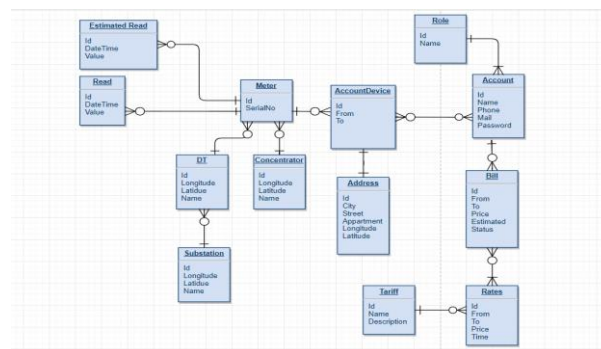 Estimated Read
Id
DateTime
Value
Read
Id
DateTime
Value
Meter
Id
SerialNo
AccountDevice
Id
From
To
Role
Id
Name
Account
Id
Name
Phone
Mail
Password
DT
Id
Longitude
Latidue
Name
Concentrator
Id
Longitude
Latitude
Name
Address
Id
City
Street
Appartment
Longitude
Latitude
Bill
Id
From
To
Price
Estimated
Status
Substation
Id
Longitude
Latidue
Name
Tariff
Id
Name
Description
Rates
Id
From
To
Price
Time